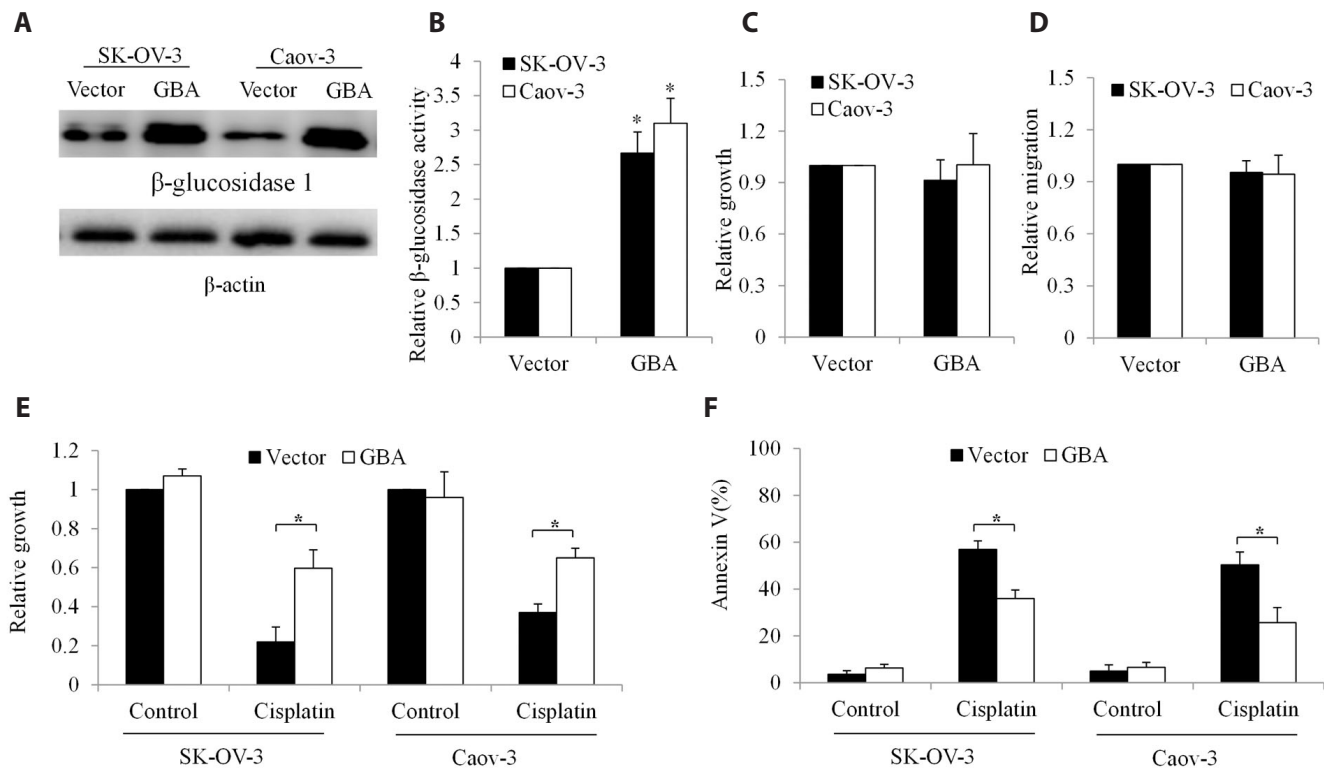 A
SK-OV-3 Caov-3
Vector GBA Vector GBA
β-glucosidase 1
β-actin
B
Relative β-glucosidase activity
4
3.5
3
2.5
2
1.5
1
0.5
0
SK-OV-3
Caov-3
* *
Vector GBA
C
Relative growth
1.5
1.2
0.9
0.6
0.3
0
SK-OV-3
Caov-3
Vector GBA
D
Relative migration
1.5
1.2
0.9
0.6
0.3
0
SK-OV-3 Caov-3
Vector GBA
E
Relative growth
1.2
1
0.8
0.6
0.4
0.2
0
Vector GBA
* *
Control Cisplatin Control Cisplatin
SK-OV-3 Caov-3
F
Annexin V(%)
100
80
60
40
20
0
Vector GBA
* *
Control Cisplatin Control Cisplatin
SK-OV-3 Caov-3